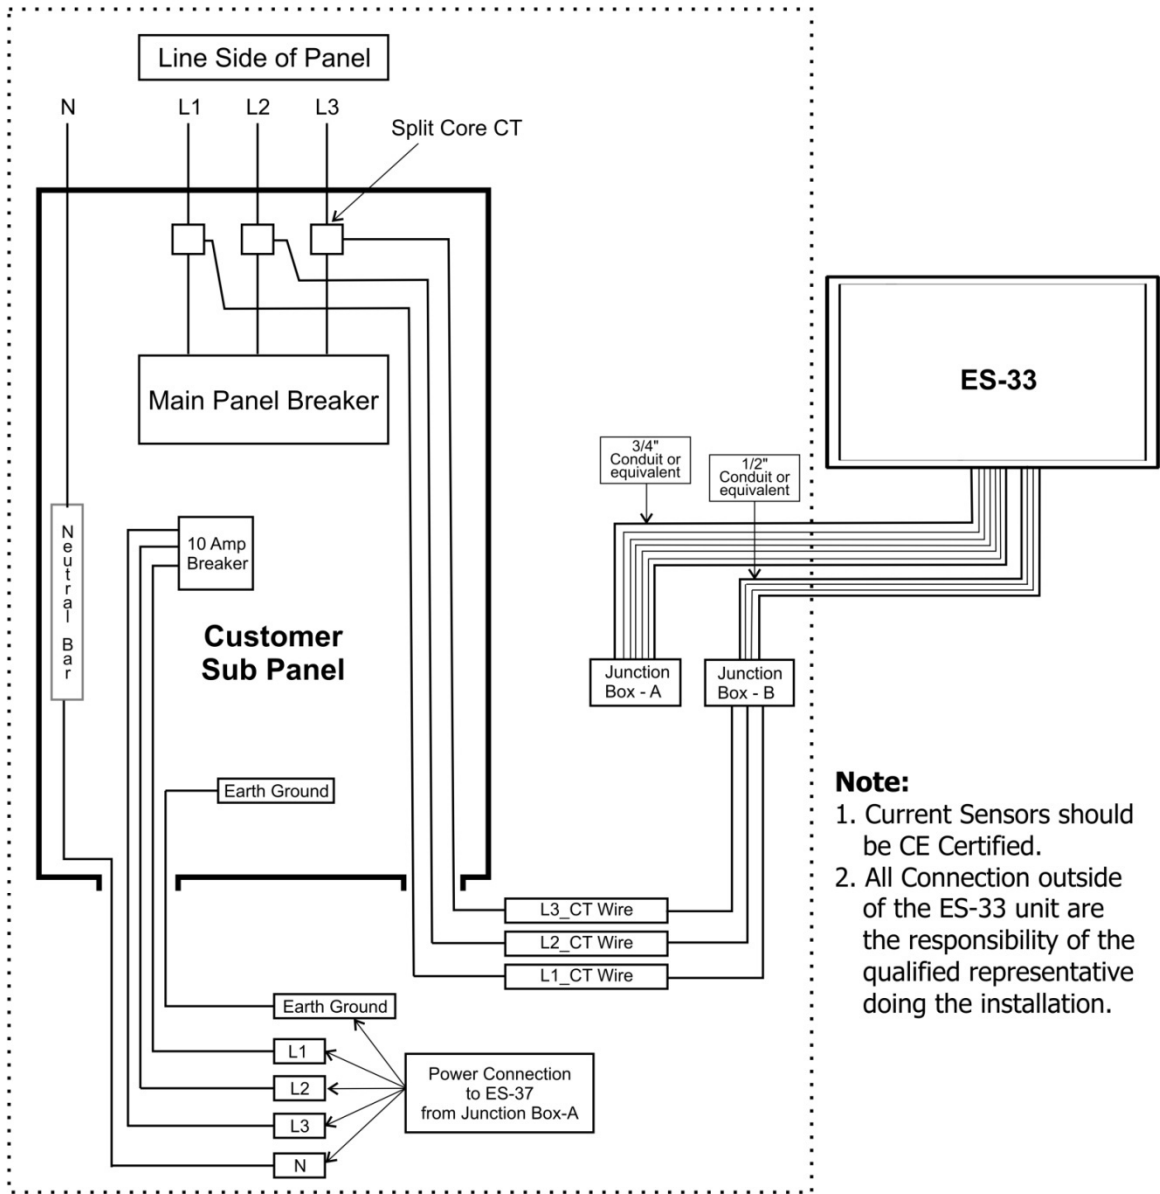 Line Side of Panel
N
L1
L2
L3
Split Core CT
Main Panel Breaker
ES-33
3/4"
Conduit or
equivalent
1/2"
Conduit or
equivalent
Neutral Bar
10 Amp
Breaker
Customer
Sub Panel
Junction
Box - A
Junction
Box - B
Earth Ground
Note:
1. Current Sensors should
be CE Certified.
2. All Connection outside
of the ES-33 unit are
the responsibility of the
qualified representative
doing the installation.
L3_CT Wire
L2_CT Wire
L1_CT Wire
Earth Ground
L1
L2
L3
N
Power Connection
to ES-37
from Junction Box-A